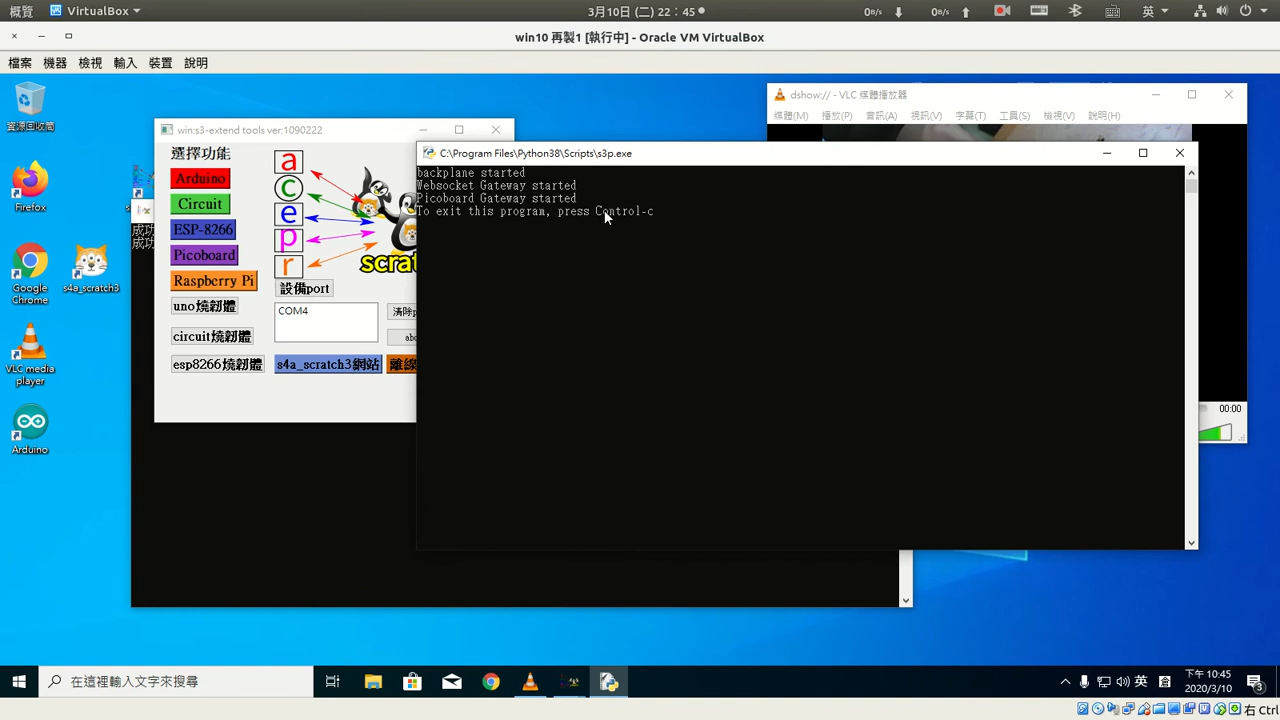 概覽 VirtualBox 3月10日 (二) 22：45 0B/s 0B/s 英
win10 再製1 [執行中] - Oracle VM VirtualBox
檔案 機器 檢視 輸入 裝置 說明
資源回收筒
Firefox
Google Chrome
s4a_scratch3
VLC media player
Arduino
dshow:// - VLC 媒體播放器
媒體(M) 播放(P) 音訊(A) 視訊(V) 字幕(T) 工具(S) 檢視(V) 說明(H)
00:00
win:s3-extend tools ver:1090222
選擇功能
Arduino
Circuit
ESP-8266
Picoboard
Raspberry Pi
uno燒韌體
circuit燒韌體
esp8266燒韌體
a
c
e
p
r
scrat
設備port
COM4
清除p
abo
s4a_scratch3網站
離線
成功
成功
C:\Program Files\Python38\Scripts\s3p.exe
backplane started
Websocket Gateway started
Picoboard Gateway started
To exit this program, press Control-c
在這裡輸入文字來搜尋
英
下午 10:45
2020/3/10
3
右 Ctrl